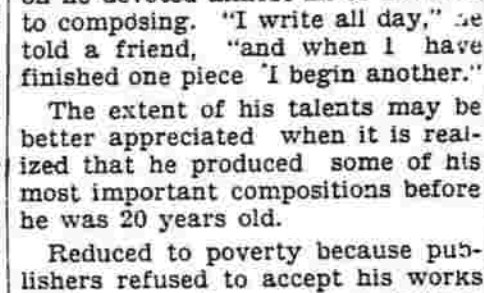 to composing. "I write all day," he
told a friend, "and when I have
finished one piece I begin another."
The extent of his talents may be
better appreciated when it is real-
ized that he produced some of his
most important compositions before
he was 20 years old.
Reduced to poverty because pub-
lishers refused to accept his works